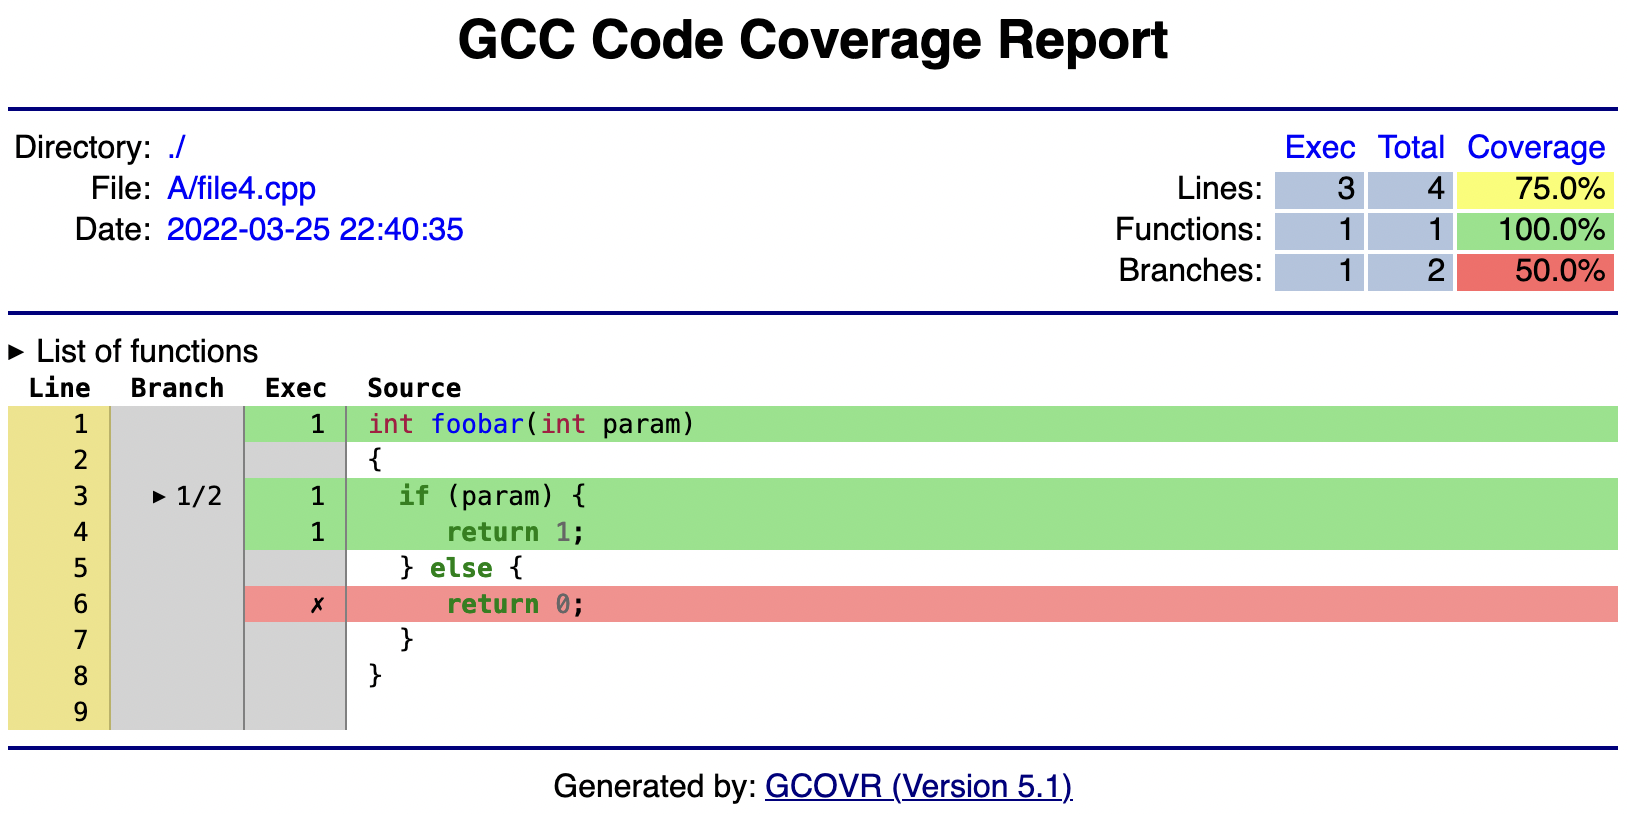 GCC Code Coverage Report
Directory: ./
File: A/file4.cpp
Date: 2022-03-25 22:40:35
Exec Total Coverage
Lines: 3 4 75.0%
Functions: 1 1 100.0%
Branches: 1 2 50.0%
▶ List of functions
Line Branch Exec Source
1 1 int foobar(int param)
2 {
3 ▶ 1/2 1 if (param) {
4 1 return 1;
5 } else {
6 ✗ return 0;
7 }
8 }
9
Generated by: GCOVR (Version 5.1)